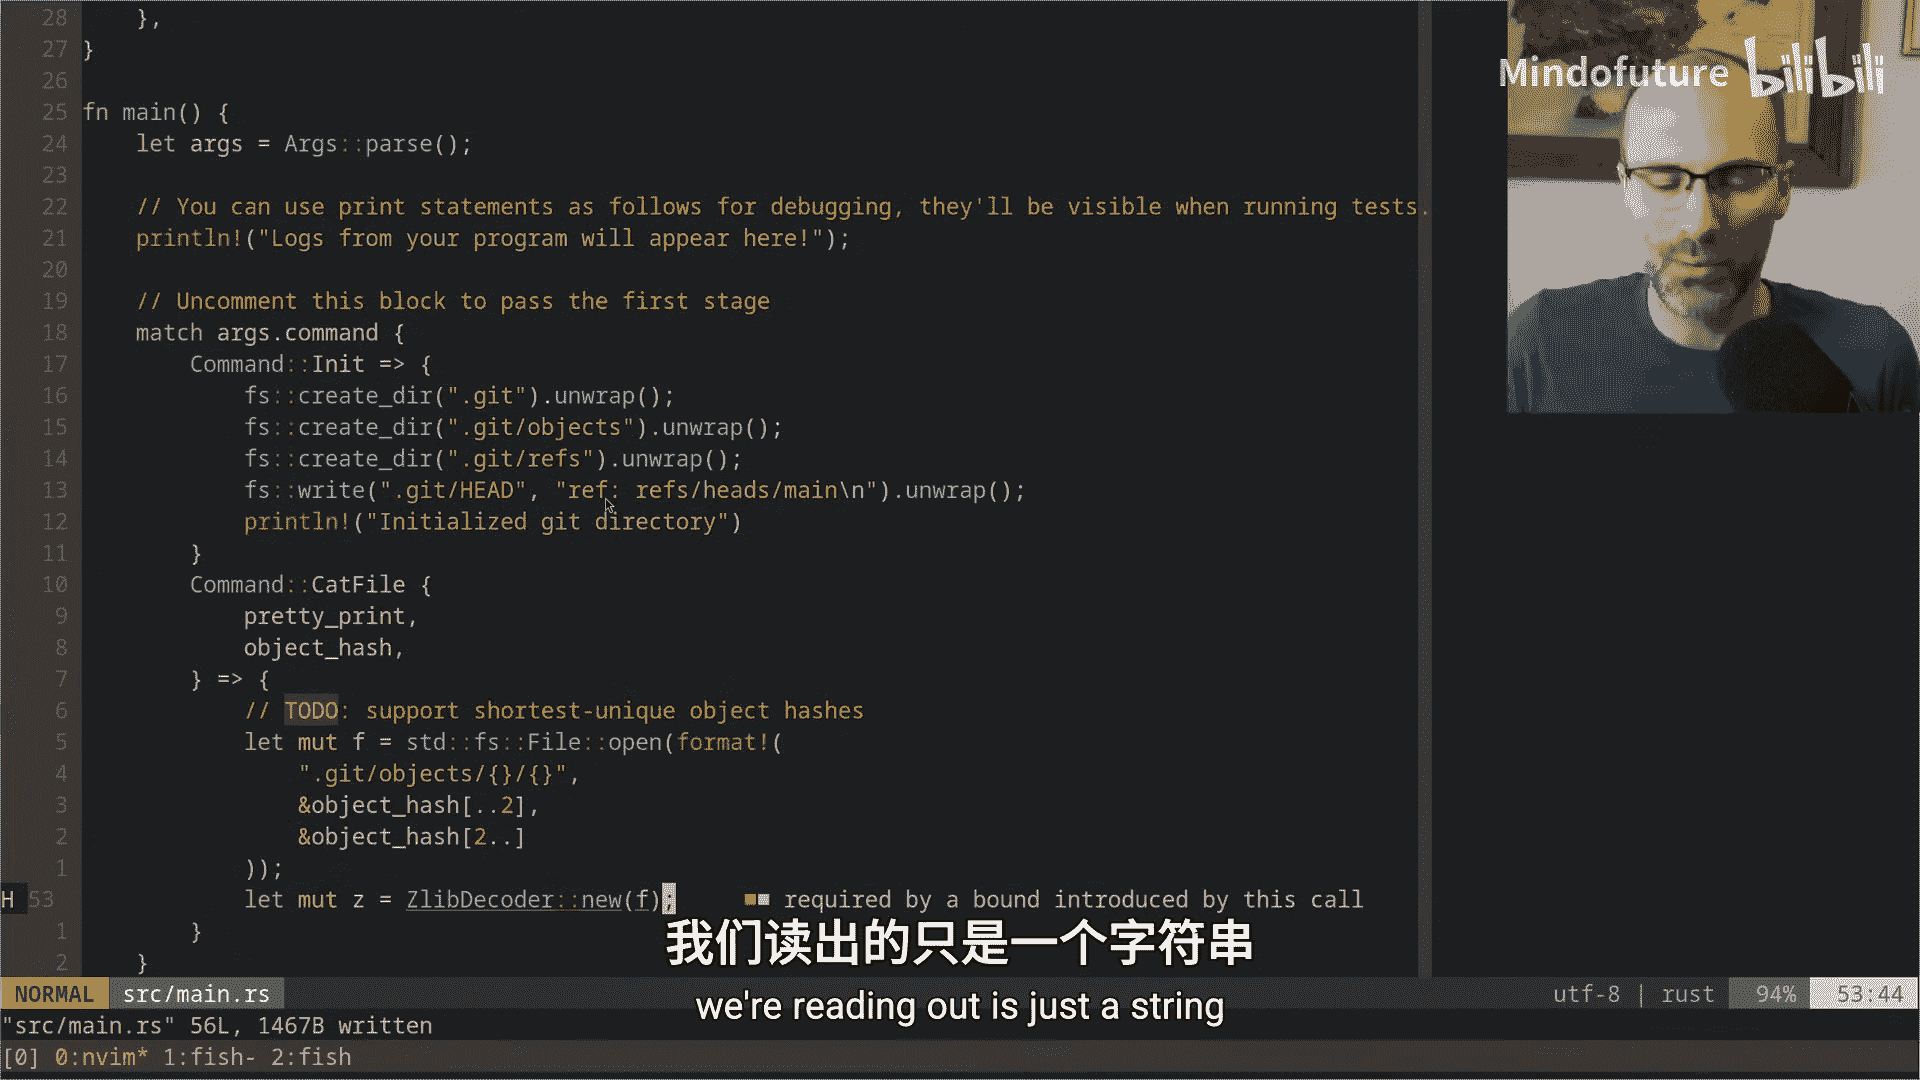 28     },
27 }
26
25 fn main() {
24     let args = Args::parse();
23
22     // You can use print statements as follows for debugging, they'll be visible when running tests.
21     println!("Logs from your program will appear here!");
20
19     // Uncomment this block to pass the first stage
18     match args.command {
17         Command::Init => {
16             fs::create_dir(".git").unwrap();
15             fs::create_dir(".git/objects").unwrap();
14             fs::create_dir(".git/refs").unwrap();
13             fs::write(".git/HEAD", "ref: refs/heads/main\n").unwrap();
12             println!("Initialized git directory")
11         }
10         Command::CatFile {
9             pretty_print,
8             object_hash,
7         } => {
6             // TODO: support shortest-unique object hashes
5             let mut f = std::fs::File::open(format!(
4                 ".git/objects/{}/{}",
3                 &object_hash[..2],
2                 &object_hash[2..]
1             ));
H 53             let mut z = ZlibDecoder::new(f);     ■■ required by a bound introduced by this call
1         }
2     }
Mindofuture bilibili
我们读出的只是一个字符串
we're reading out is just a string
NORMAL src/main.rs utf-8 | rust 94% 53:44
"src/main.rs" 56L, 1467B written
[0] 0:nvim* 1:fish- 2:fish